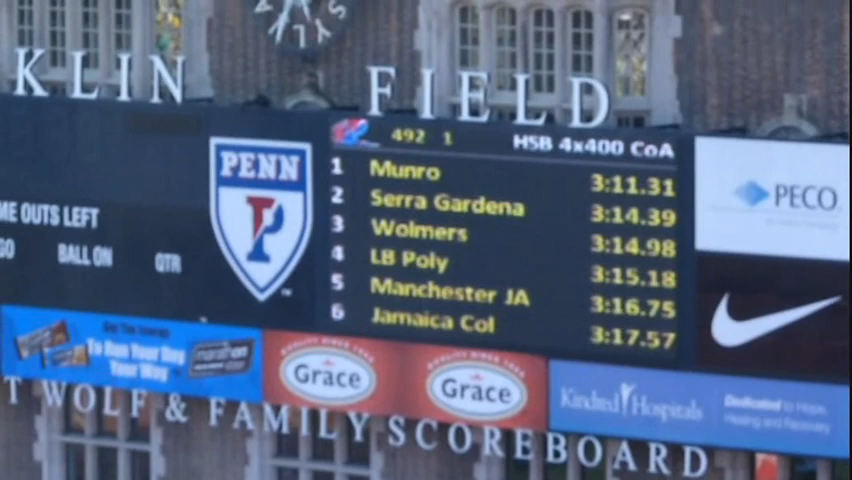 KLIN FIELD
492 1 HSB 4x400 CoA
1 Munro 3:11.31
2 Serra Gardena 3:14.39
3 Wolmers 3:14.98
4 LB Poly 3:15.18
5 Manchester JA 3:16.75
6 Jamaica Col 3:17.57
PENN
P
ME OUTS LEFT
GO BALL ON QTR
PECO
To Run Your Day
Your Way
marathon
Grace
Grace
Kindred Hospitals
Dedicated to Hope,
Healing and Recovery
T WOLF & FAMILY SCOREBOARD